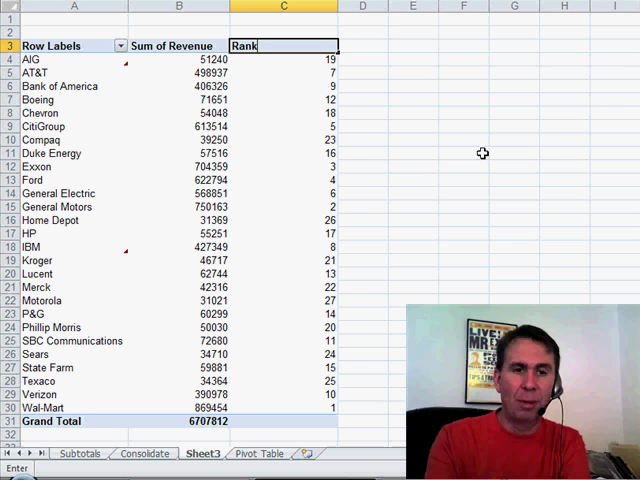 A B C D E F G H I
1
2
3 Row Labels Sum of Revenue Rank
4 AIG 51240 19
5 AT&T 498937 7
6 Bank of America 406326 9
7 Boeing 71651 12
8 Chevron 54048 18
9 CitiGroup 613514 5
10 Compaq 39250 23
11 Duke Energy 57516 16
12 Exxon 704359 3
13 Ford 622794 4
14 General Electric 568851 6
15 General Motors 750163 2
16 Home Depot 31369 26
17 HP 55251 17
18 IBM 427349 8
19 Kroger 46717 21
20 Lucent 62744 13
21 Merck 42316 22
22 Motorola 31021 27
23 P&G 60299 14
24 Phillip Morris 50030 20
25 SBC Communications 72680 11
26 Sears 34710 24
27 State Farm 59881 15
28 Texaco 34364 25
29 Verizon 390978 10
30 Wal-Mart 869454 1
31 Grand Total 6707812
32
LIVE
MR
Subtotals Consolidate Sheet3 Pivot Table
Enter